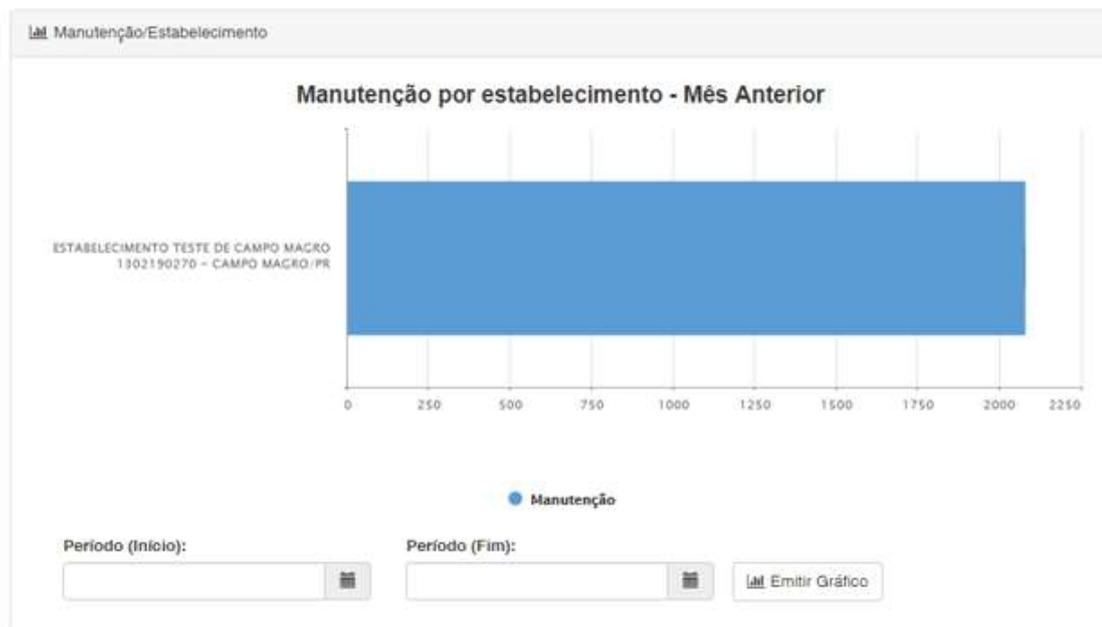 Manutenção/Estabelecimento
Manutenção por estabelecimento - Mês Anterior
ESTABELECIMENTO TESTE DE CAMPO MAGRO
1302190270 - CAMPO MAGRO/PR
0 250 500 750 1000 1250 1500 1750 2000 2250
Manutenção
Período (Início): Período (Fim):
Emitir Gráfico